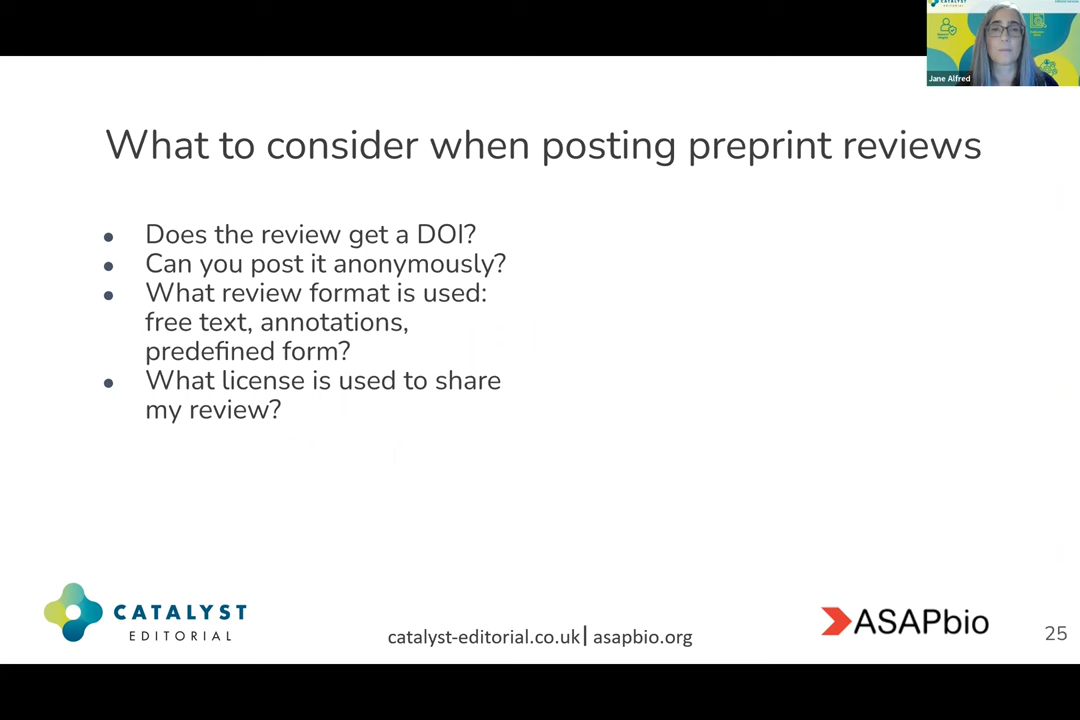 CATALYST
EDITORIAL
Jane Alfred
What to consider when posting preprint reviews
● Does the review get a DOI?
● Can you post it anonymously?
● What review format is used:
free text, annotations,
predefined form?
● What license is used to share
my review?
CATALYST
EDITORIAL
catalyst-editorial.co.uk| asapbio.org
ASAPbio
25